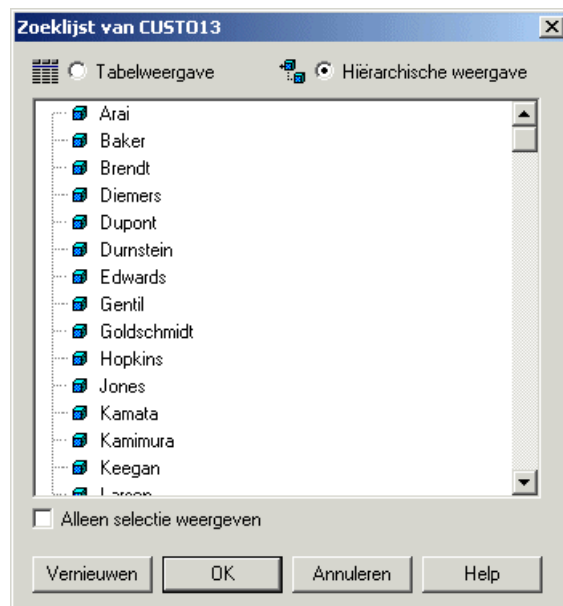 Zoeklijst van CUSTO13
Tabelweergave Hiërarchische weergave
Arai
Baker
Brendt
Diemers
Dupont
Durnstein
Edwards
Gentil
Goldschmidt
Hopkins
Jones
Kamata
Kamimura
Keegan
Alleen selectie weergeven
Vernieuwen OK Annuleren Help